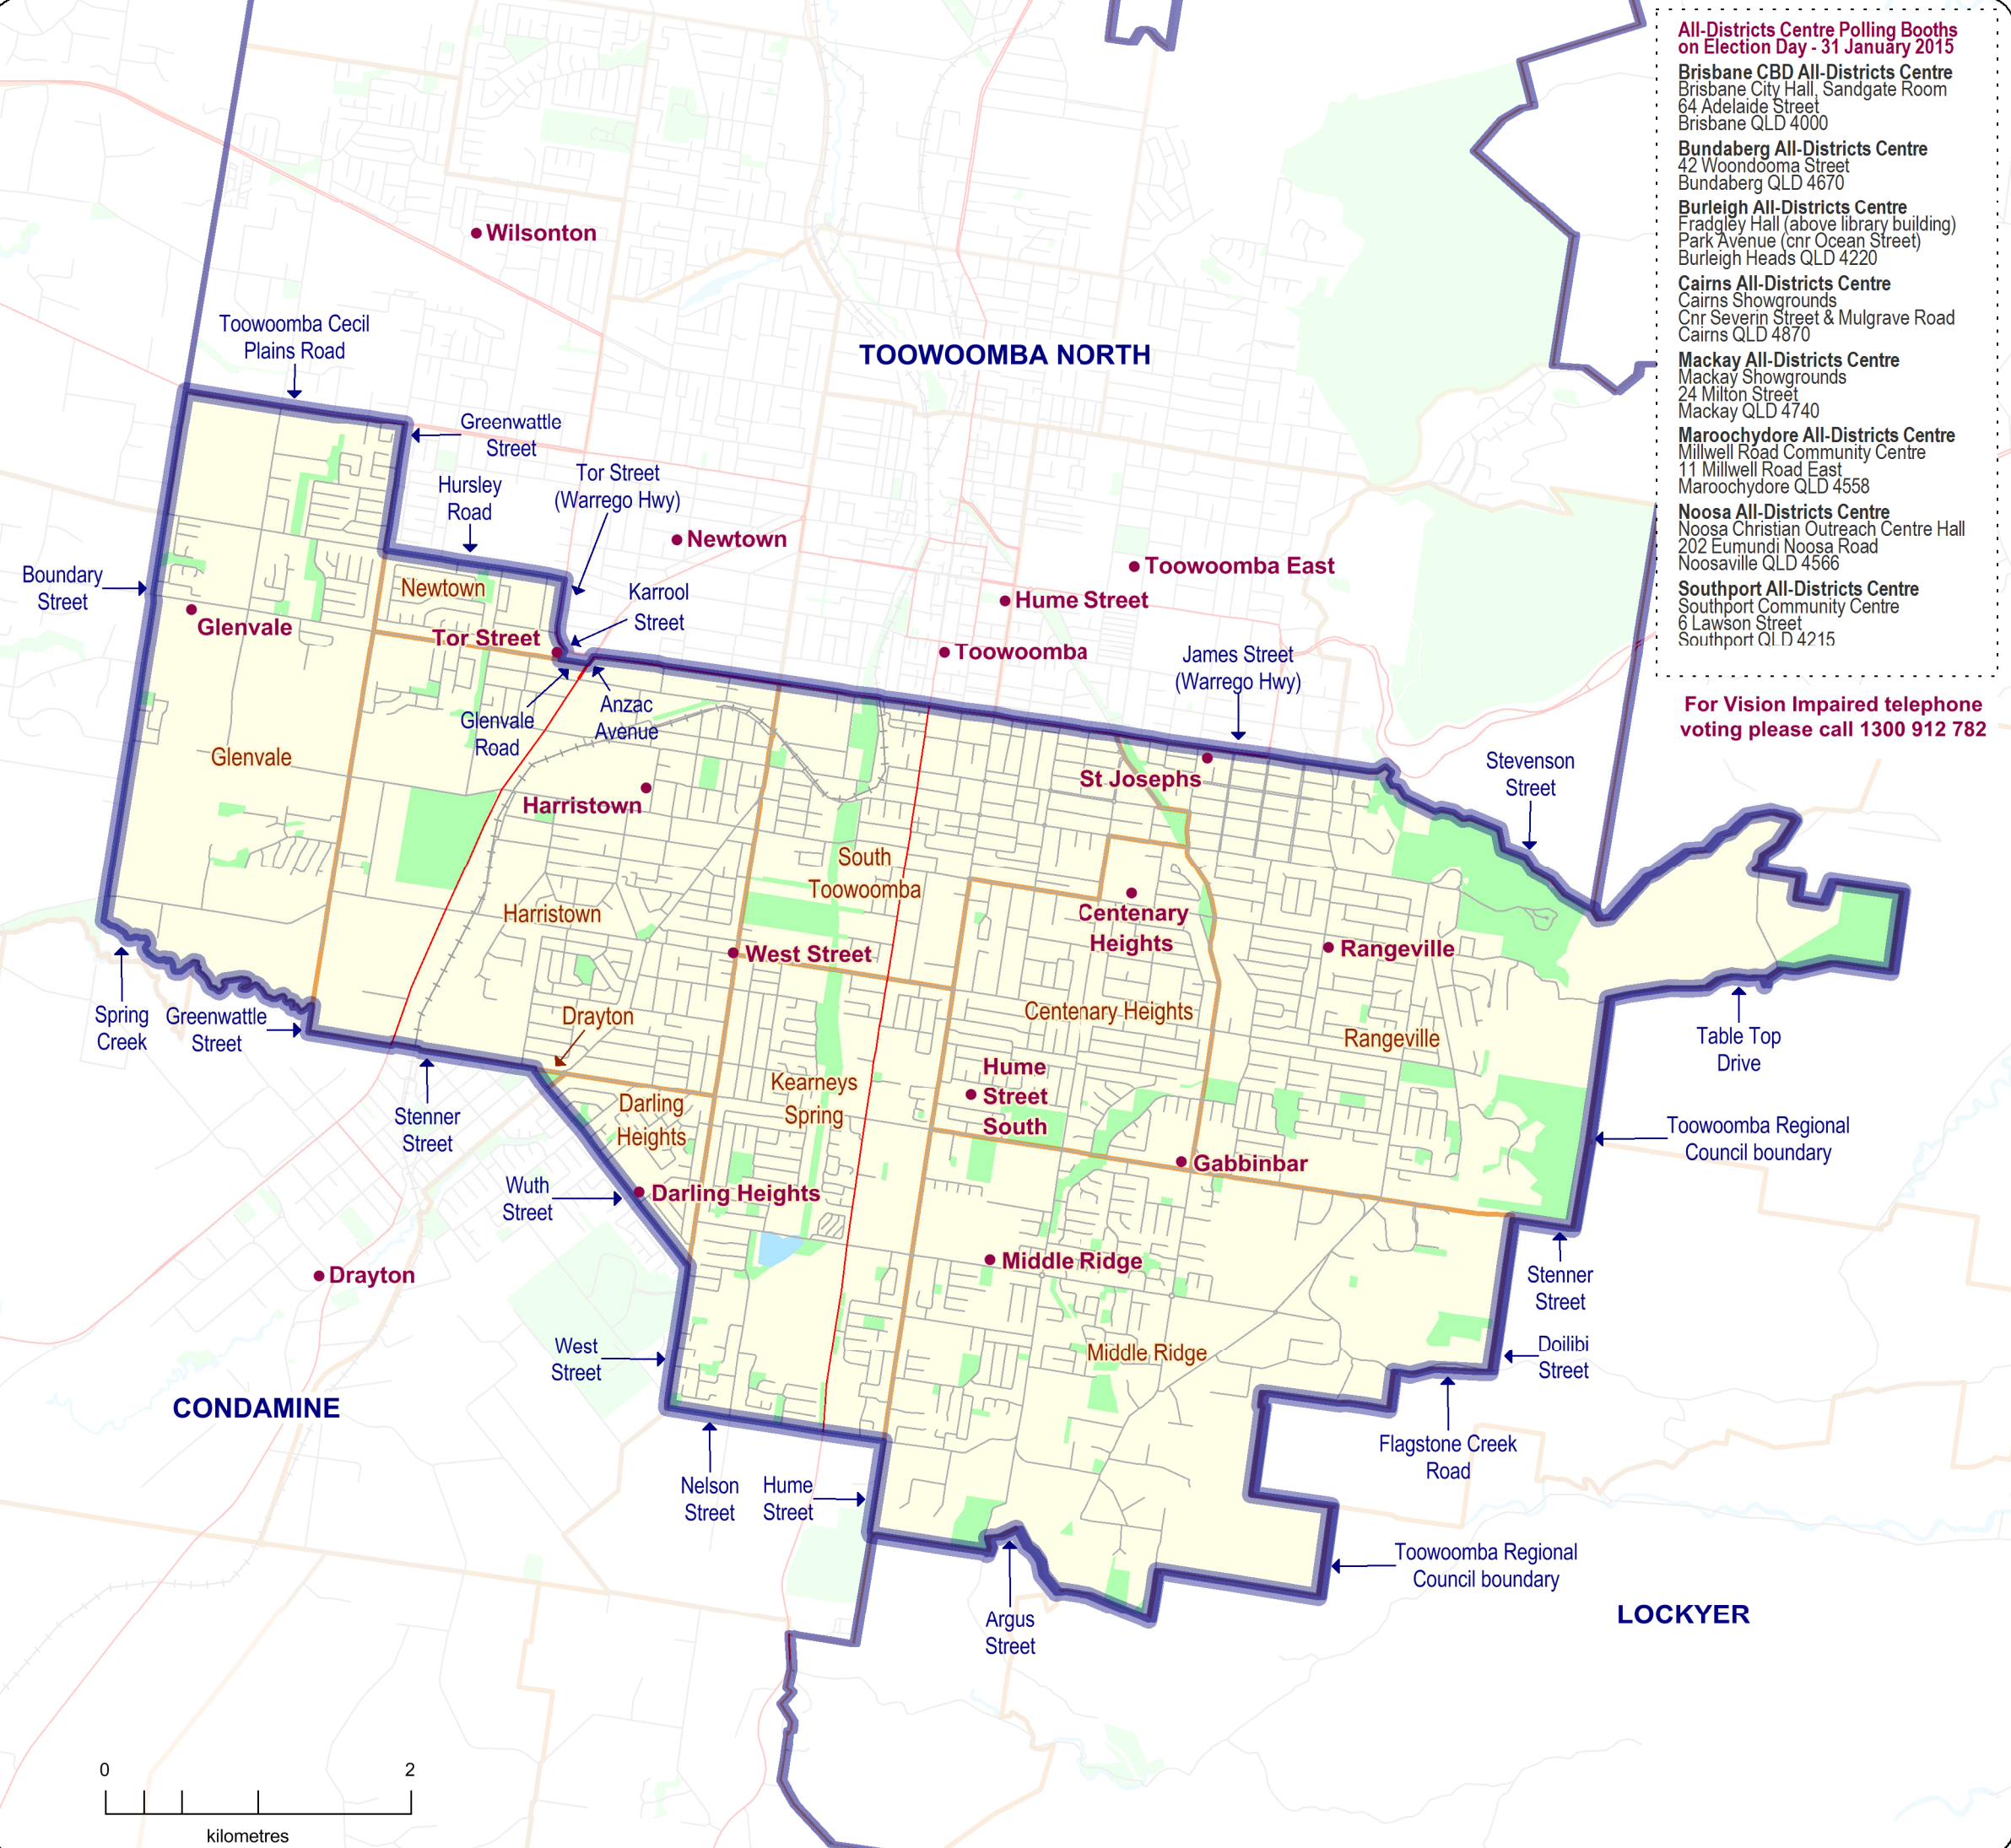 All-Districts Centre Polling Booths
on Election Day - 31 January 2015
Brisbane CBD All-Districts Centre
Brisbane City Hall, Sandgate Room
64 Adelaide Street
Brisbane QLD 4000
Bundaberg All-Districts Centre
42 Woondooma Street
Bundaberg QLD 4670
Burleigh All-Districts Centre
Fradgley Hall (above library building)
Park Avenue (cnr Ocean Street)
Burleigh Heads QLD 4220
Cairns All-Districts Centre
Cairns Showgrounds
Cnr Severin Street & Mulgrave Road
Cairns QLD 4870
Mackay All-Districts Centre
Mackay Showgrounds
24 Milton Street
Mackay QLD 4740
Maroochydore All-Districts Centre
Millwell Road Community Centre
11 Millwell Road East
Maroochydore QLD 4558
Noosa All-Districts Centre
Noosa Christian Outreach Centre Hall
202 Eumundi Noosa Road
Noosaville QLD 4566
Southport All-Districts Centre
Southport Community Centre
6 Lawson Street
Southport QLD 4215
For Vision Impaired telephone
voting please call 1300 912 782
Wilsonton
Toowoomba Cecil
Plains Road
TOOWOOMBA NORTH
Greenwattle
Street
Hursley
Road
Tor Street
(Warrego Hwy)
Newtown
Toowoomba East
Boundary
Street
Newtown
Karrool
Street
Hume Street
Glenvale
Tor Street
Toowoomba
James Street
(Warrego Hwy)
Glenvale
Road
Anzac
Avenue
Glenvale
Stevenson
Street
St Josephs
Harristown
South
Toowoomba
Harristown
Centenary
Heights
West Street
Rangeville
Spring
Creek
Greenwattle
Street
Drayton
Centenary Heights
Rangeville
Table Top
Drive
Stenner
Street
Darling
Heights
Kearneys
Spring
Hume
Street
South
Toowoomba Regional
Council boundary
Gabbinbar
Wuth
Street
Darling Heights
Drayton
Middle Ridge
Stenner
Street
West
Street
Middle Ridge
Doilibi
Street
CONDAMINE
Flagstone Creek
Road
Nelson
Street
Hume
Street
Toowoomba Regional
Council boundary
Argus
Street
LOCKYER
0 2
kilometres